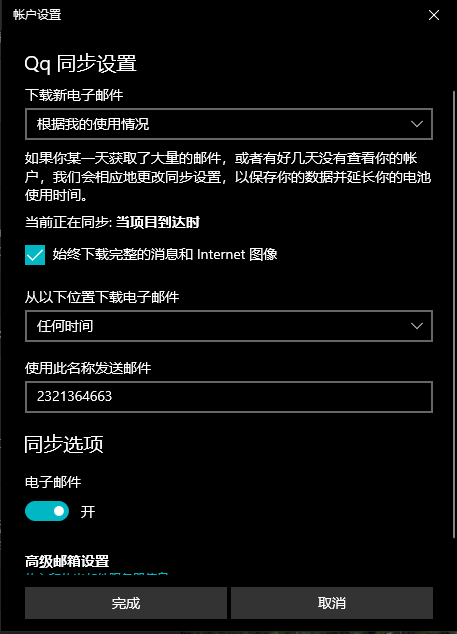 帐户设置
Qq 同步设置
下载新电子邮件
根据我的使用情况
如果你某一天获取了大量的邮件，或者有好几天没有查看你的帐
户，我们会相应地更改同步设置，以保存你的数据并延长你的电池
使用时间。
当前正在同步: 当项目到达时
始终下载完整的消息和 Internet 图像
从以下位置下载电子邮件
任何时间
使用此名称发送邮件
2321364663
同步选项
电子邮件
开
高级邮箱设置
完成
取消